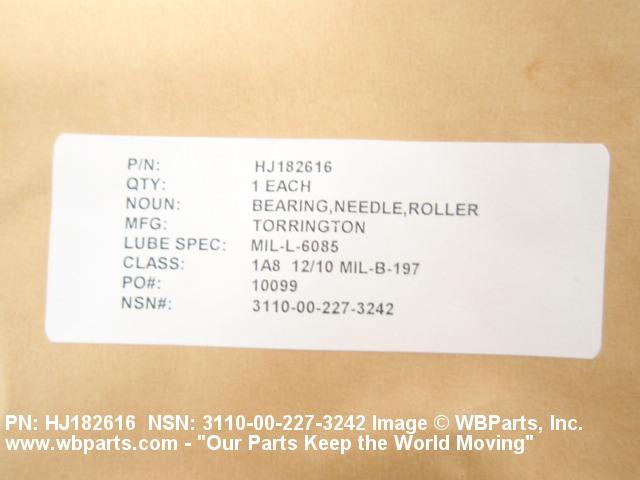 P/N: HJ182616
QTY: 1 EACH
NOUN: BEARING,NEEDLE,ROLLER
MFG: TORRINGTON
LUBE SPEC: MIL-L-6085
CLASS: 1A8 12/10 MIL-B-197
PO#: 10099
NSN#: 3110-00-227-3242
PN: HJ182616 NSN: 3110-00-227-3242 Image © WBParts, Inc.
www.wbparts.com - "Our Parts Keep the World Moving"